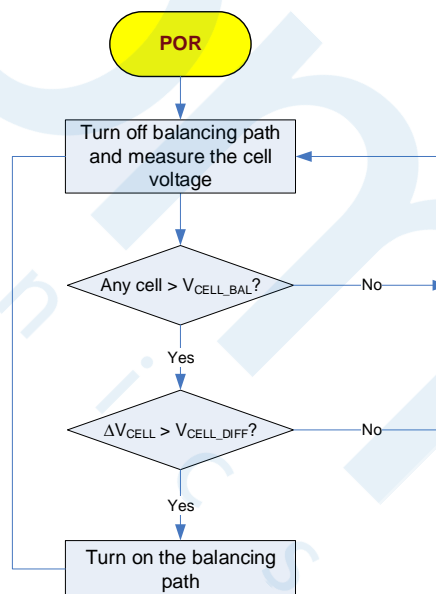 POR
Turn off balancing path
and measure the cell
voltage
Any cell > VCELL_BAL?
No
Yes
ΔVCELL > VCELL_DIFF?
No
Yes
Turn on the balancing
path